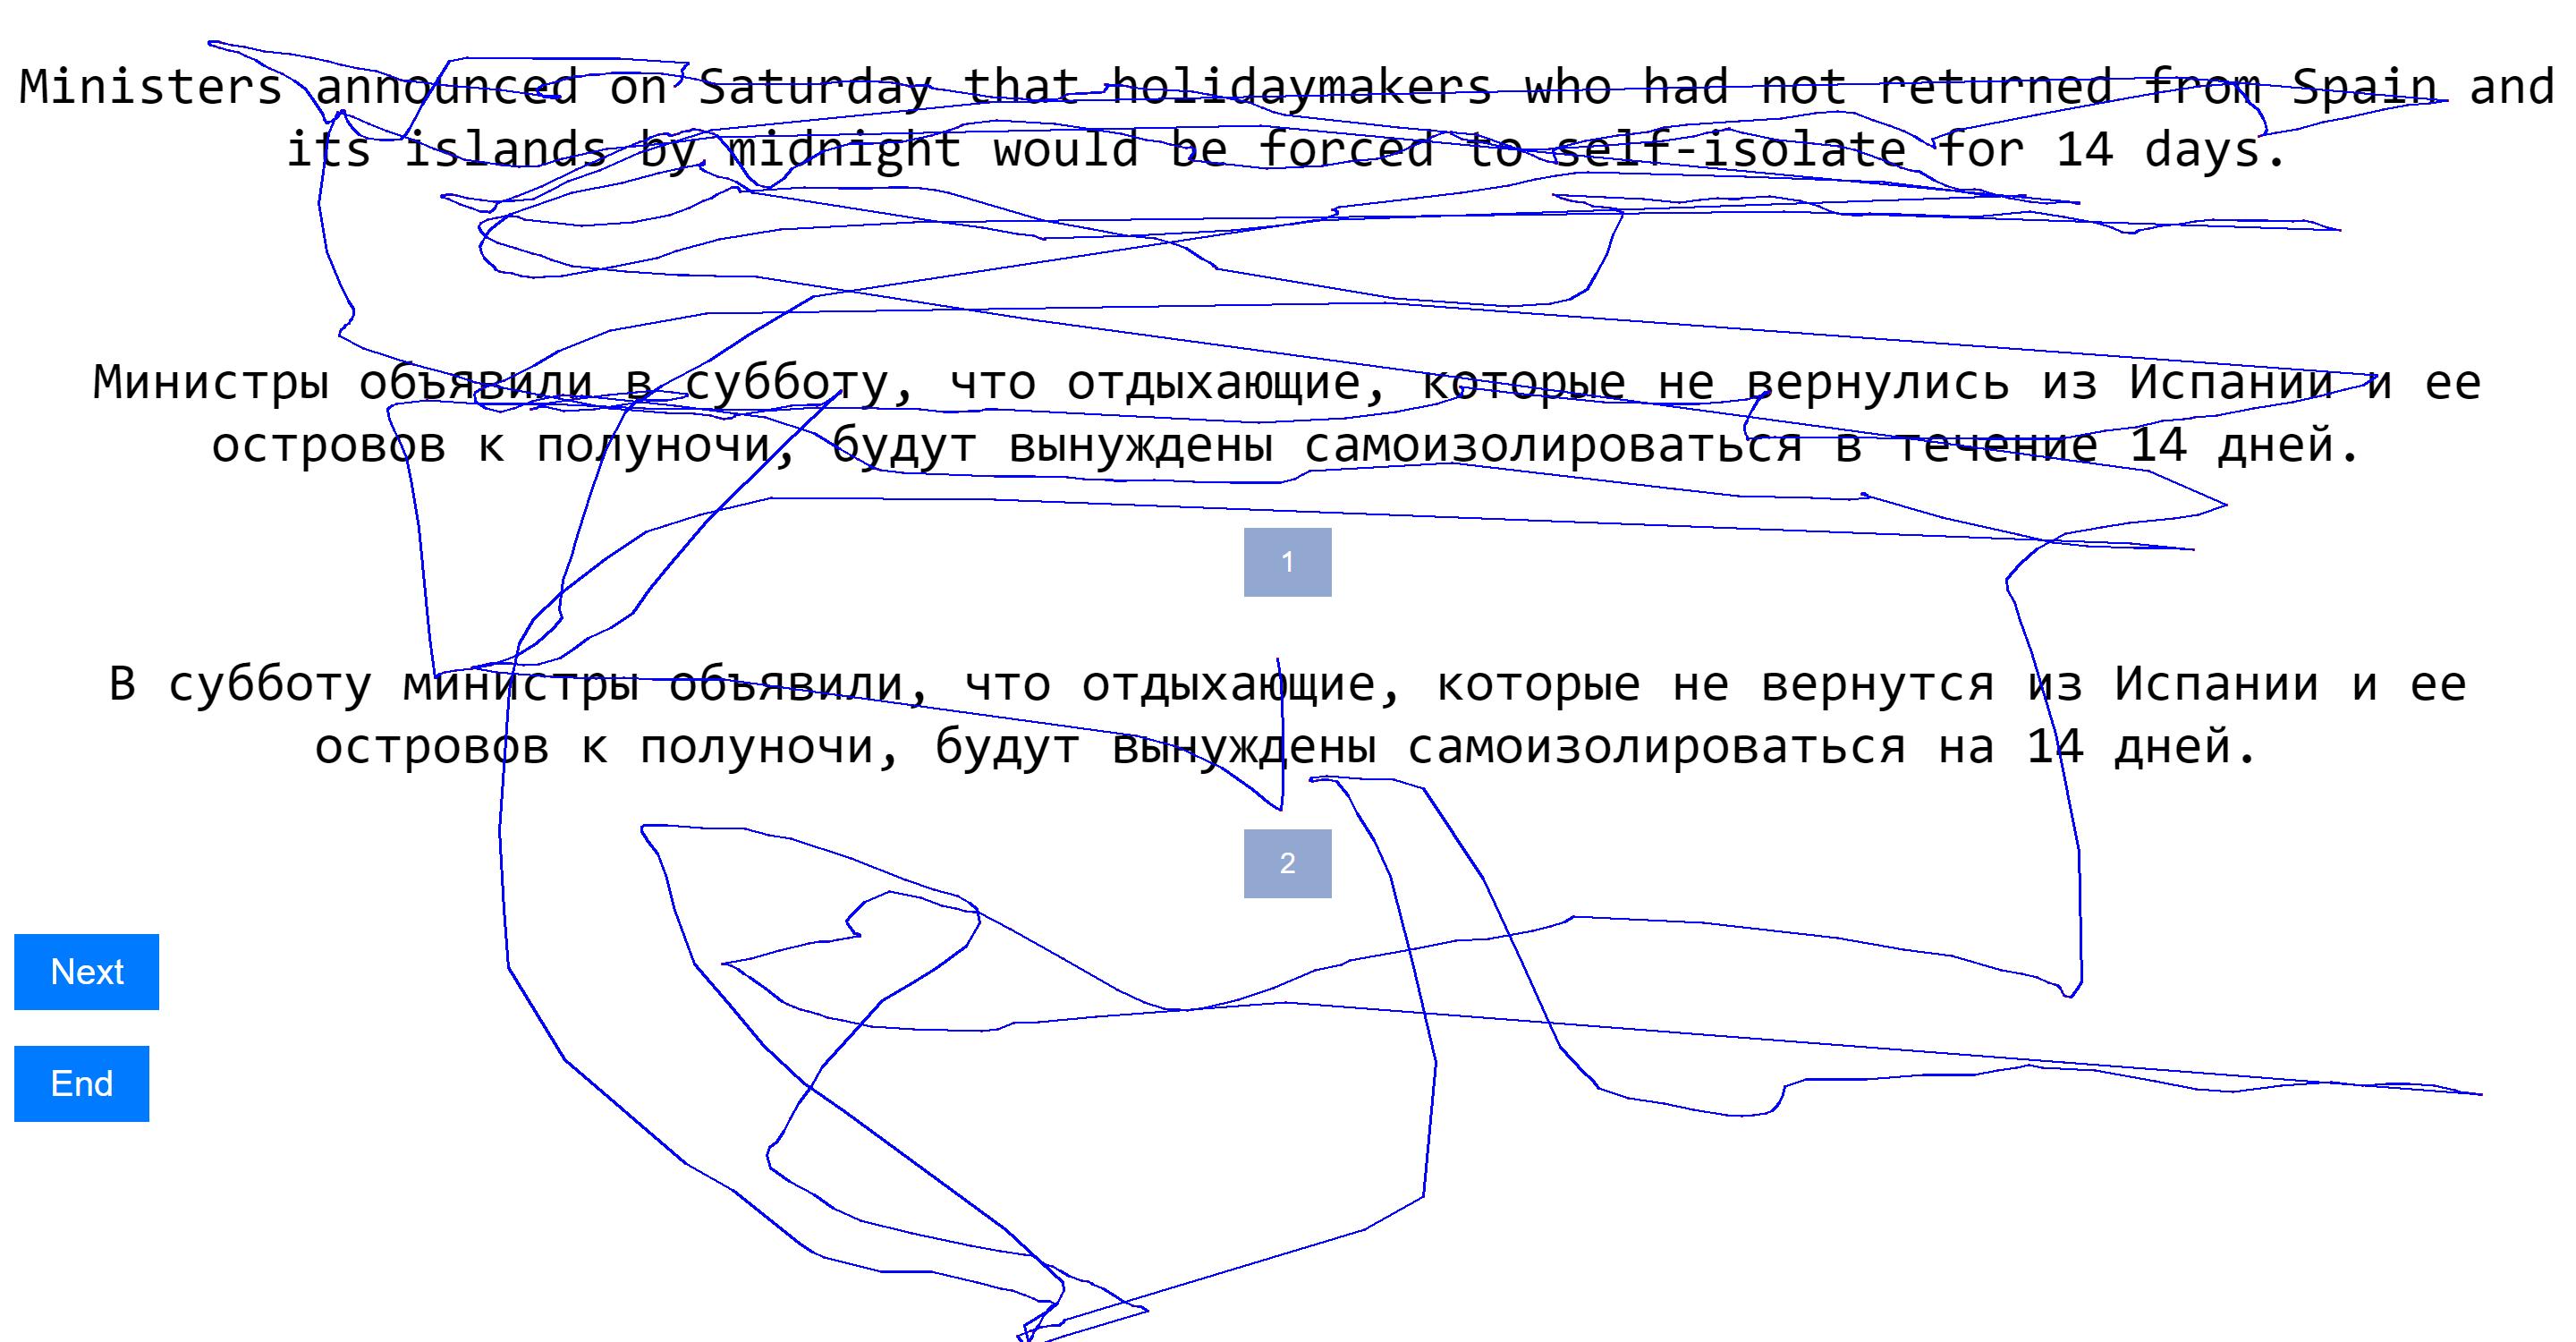 Ministers announced on Saturday that holidaymakers who had not returned from Spain and
its islands by midnight would be forced to self-isolate for 14 days.
Министры объявили в субботу, что отдыхающие, которые не вернулись из Испании и ее
островов к полуночи, будут вынуждены самоизолироваться в течение 14 дней.
1
В субботу министры объявили, что отдыхающие, которые не вернутся из Испании и ее
островов к полуночи, будут вынуждены самоизолироваться на 14 дней.
2
Next
End